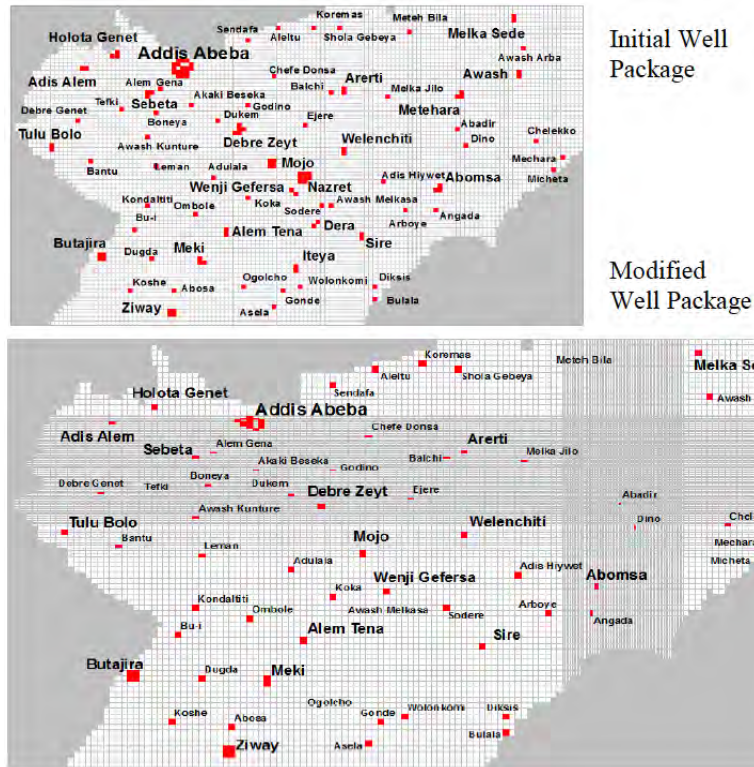 Koremas
Meteh Bila
Sendafa
Aleltu
Shola Gebeya
Melka Sede
Holota Genet
Addis Abeba
Awash Arba
Adis Alem
Chefe Donsa
Arerti
Awash
Alem Gena
Balchi
Melka Jilo
Tefki
Sebeta
Akaki Beseka
Godino
Metehara
Debre Genet
Boneya
Dukem
Ejere
Abadir
Tulu Bolo
Debre Zeyt
Welenchiti
Dino
Chelekko
Awash Kunture
Bantu
Leman
Adulala
Mojo
Mechara
Adis Hiywet
Abomsa
Micheta
Wenji Gefersa
Nazret
Kondaltiti
Ombole
Koka
Sodere
Awash Melkasa
Bu-i
Arboye
Angada
Alem Tena
Dera
Butajira
Meki
Sire
Dugda
Iteya
Koshe
Abosa
Ogolcho
Wolonkomi
Diksis
Gonde
Bulala
Ziway
Asela
Initial Well
Package
Modified
Well Package
Koremas
Meteh Bila
Aleltu
Shola Gebeya
Melka Se
Holota Genet
Sendafa
Awash
Addis Abeba
Adis Alem
Chefe Donsa
Sebeta
Alem Gena
Arerti
Balchi
Melka Jilo
Akaki Beseka
Godino
Boneya
Debre Genet
Tefki
Dukem
Debre Zeyt
Ejere
Abadir
Tulu Bolo
Awash Kunture
Welenchiti
Dino
Chel
Bantu
Leman
Mojo
Mechara
Adulala
Adis Hiywet
Abomsa
Micheta
Wenji Gefersa
Koka
Kondaltiti
Ombole
Awash Melkasa
Sodere
Arboye
Angada
Bu-i
Alem Tena
Sire
Butajira
Dugda
Meki
Ogolcho
Koshe
Abosa
Gonde
Wolonkomi
Diksis
Bulala
Ziway
Asela